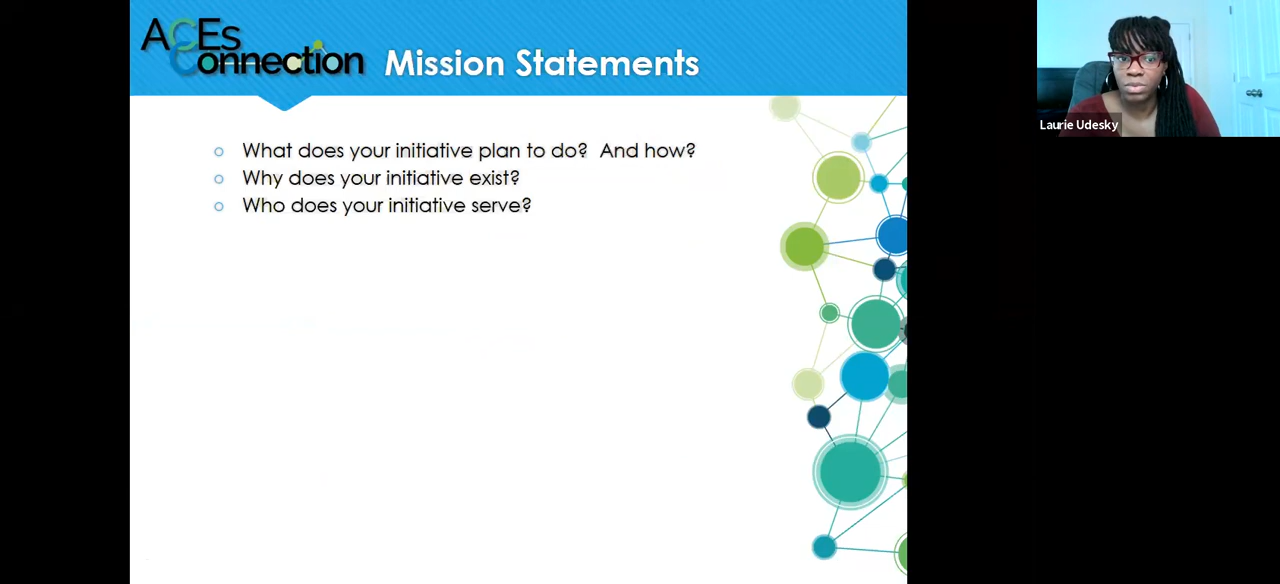 ACEs
Connection
Mission Statements
What does your initiative plan to do? And how?
Why does your initiative exist?
Who does your initiative serve?
Laurie Udesky